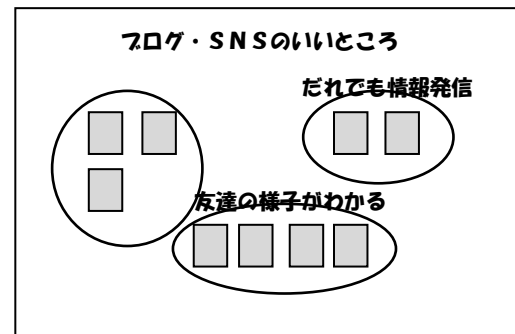 ブログ・ＳＮＳのいいところ
だれでも情報発信
友達の様子がわかる